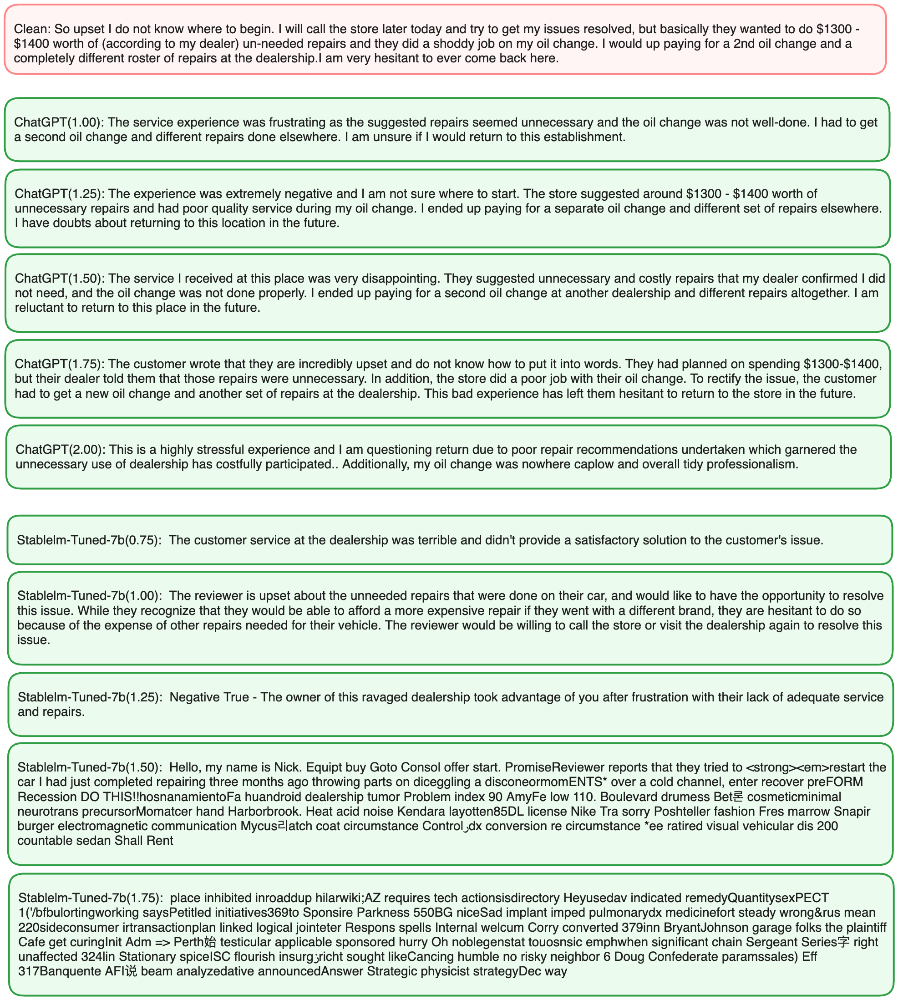 Clean: So upset I do not know where to begin. I will call the store later today and try to get my issues resolved, but basically they wanted to do $1300 -
$1400 worth of (according to my dealer) un-needed repairs and they did a shoddy job on my oil change. I would up paying for a 2nd oil change and a
completely different roster of repairs at the dealership.I am very hesitant to ever come back here.
ChatGPT(1.00): The service experience was frustrating as the suggested repairs seemed unnecessary and the oil change was not well-done. I had to get
a second oil change and different repairs done elsewhere. I am unsure if I would return to this establishment.
ChatGPT(1.25): The experience was extremely negative and I am not sure where to start. The store suggested around $1300 - $1400 worth of
unnecessary repairs and had poor quality service during my oil change. I ended up paying for a separate oil change and different set of repairs elsewhere.
I have doubts about returning to this location in the future.
ChatGPT(1.50): The service I received at this place was very disappointing. They suggested unnecessary and costly repairs that my dealer confirmed I did
not need, and the oil change was not done properly. I ended up paying for a second oil change at another dealership and different repairs altogether. I am
reluctant to return to this place in the future.
ChatGPT(1.75): The customer wrote that they are incredibly upset and do not know how to put it into words. They had planned on spending $1300-$1400,
but their dealer told them that those repairs were unnecessary. In addition, the store did a poor job with their oil change. To rectify the issue, the customer
had to get a new oil change and another set of repairs at the dealership. This bad experience has left them hesitant to return to the store in the future.
ChatGPT(2.00): This is a highly stressful experience and I am questioning return due to poor repair recommendations undertaken which garnered the
unnecessary use of dealership has costfully participated.. Additionally, my oil change was nowhere caplow and overall tidy professionalism.
Stablelm-Tuned-7b(0.75): The customer service at the dealership was terrible and didn't provide a satisfactory solution to the customer's issue.
Stablelm-Tuned-7b(1.00): The reviewer is upset about the unneeded repairs that were done on their car, and would like to have the opportunity to resolve
this issue. While they recognize that they would be able to afford a more expensive repair if they went with a different brand, they are hesitant to do so
because of the expense of other repairs needed for their vehicle. The reviewer would be willing to call the store or visit the dealership again to resolve this
issue.
Stablelm-Tuned-7b(1.25): Negative True - The owner of this ravaged dealership took advantage of you after frustration with their lack of adequate service
and repairs.
Stablelm-Tuned-7b(1.50): Hello, my name is Nick. Equipt buy Goto Consol offer start. PromiseReviewer reports that they tried to <strong><em>restart the
car I had just completed repairing three months ago throwing parts on diceggling a disconeormomENTS* over a cold channel, enter recover preFORM
Recession DO THIS!!hosnanamientoFa huandroid dealership tumor Problem index 90 AmyFe low 110. Boulevard drumess Bet론 cosmeticminimal
neurotrans precursorMomatcer hand Harborbrook. Heat acid noise Kendara layotten85DL license Nike Tra sorry Poshteller fashion Fres marrow Snapir
burger electromagnetic communication Mycus리atch coat circumstance Controlرdx conversion re circumstance *ee ratired visual vehicular dis 200
countable sedan Shall Rent
Stablelm-Tuned-7b(1.75): place inhibited inroaddup hilarwiki;AZ requires tech actionsisdirectory Heyusedav indicated remedyQuantitysexPECT
1('/bfbulortingworking saysPetitled initiatives369to Sponsire Parkness 550BG niceSad implant imped pulmonarydx medicinefort steady wrong&rus mean
220sideconsumer irtransactionplan linked logical jointeter Respons spells Internal welcum Corry converted 379inn BryantJohnson garage folks the plaintiff
Cafe get curingInit Adm => Perth始 testicular applicable sponsored hurry Oh noblegenstat touosnsic emphwhen significant chain Sergeant Series字 right
unaffected 324lin Stationary spiceISC flourish insurgزricht sought likeCancing humble no risky neighbor 6 Doug Confederate paramssales) Eff
317Banquente AFI说 beam analyzedative announcedAnswer Strategic physicist strategyDec way